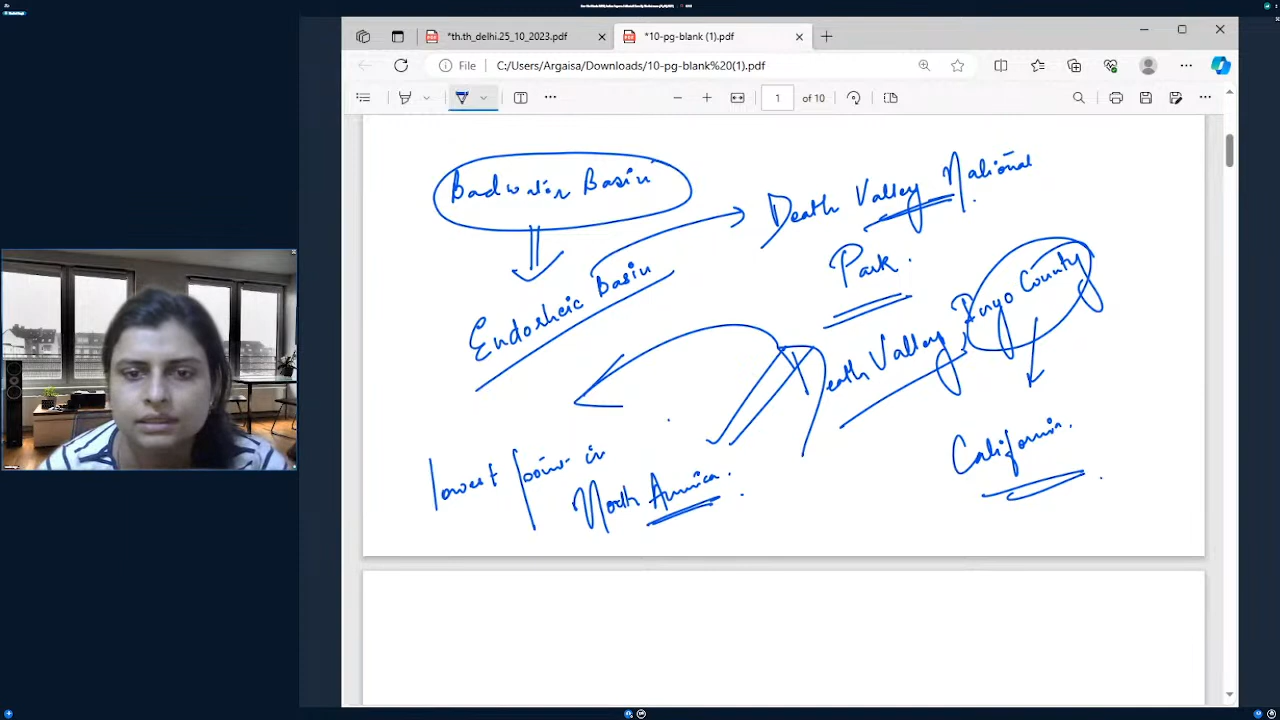 *th.th_delhi.25_10_2023.pdf
*10-pg-blank (1).pdf
File C:/Users/Argaisa/Downloads/10-pg-blank%20(1).pdf
1 of 10
Badwater Basin
Death Valley National
Park.
Endorheic Basin
Death Valley, Inyo County
California.
lowest point in
North America.